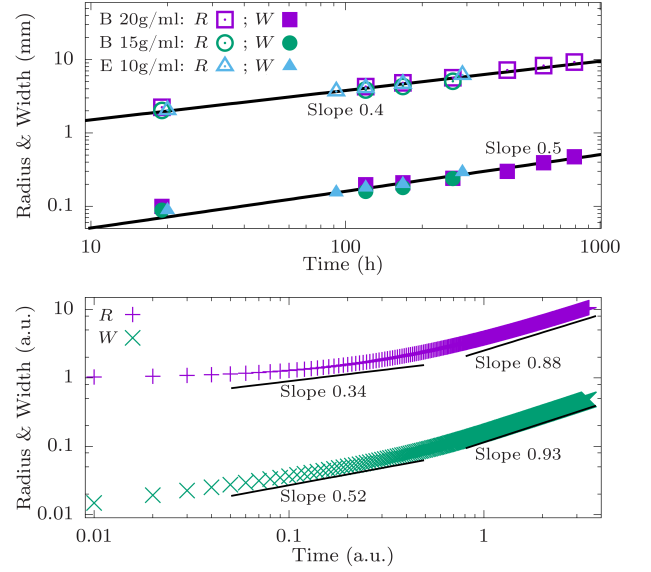 B 20g/ml: R ; W
B 15g/ml: R ; W
E 10g/ml: R ; W
Radius & Width (mm)
10
1
0.1
Slope 0.4
Slope 0.5
10
100
1000
Time (h)
R
W
Radius & Width (a.u.)
10
1
0.1
0.01
Slope 0.34
Slope 0.88
Slope 0.52
Slope 0.93
0.01
0.1
1
Time (a.u.)